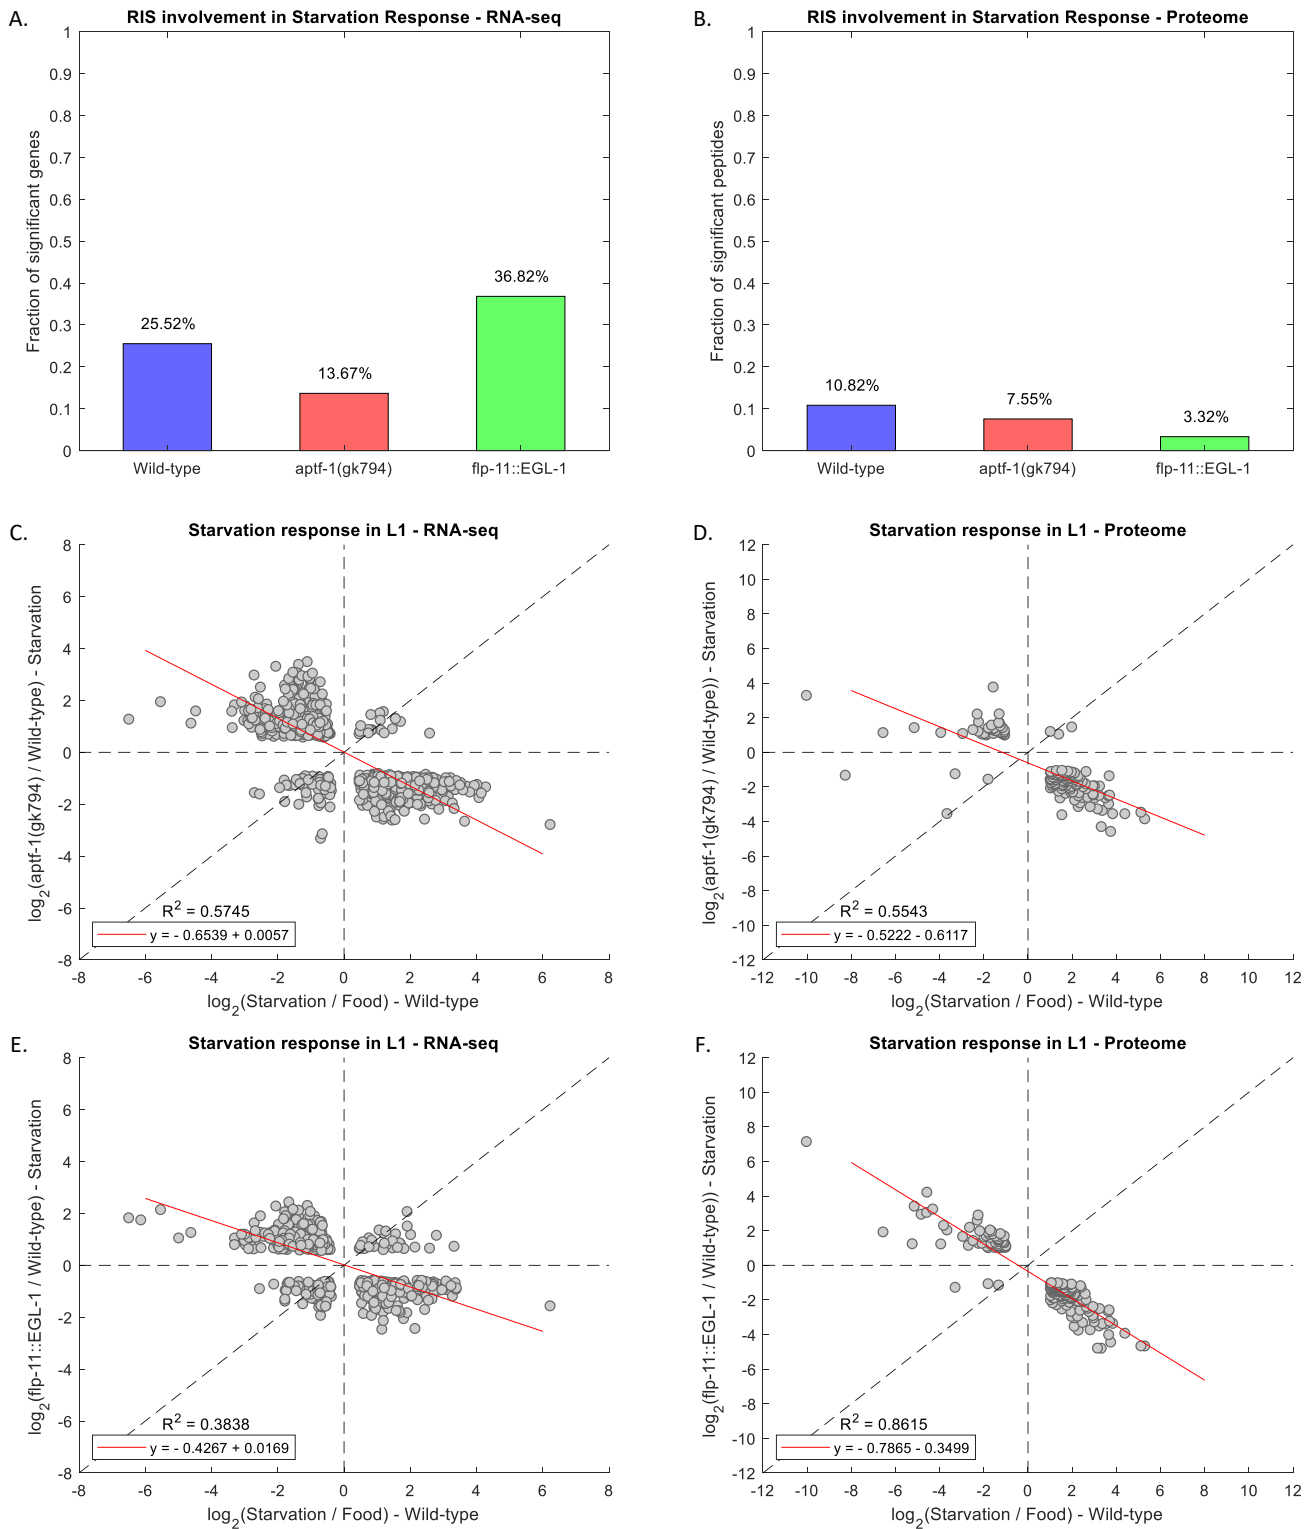 A.
RIS involvement in Starvation Response - RNA-seq
Fraction of significant genes
1
0.9
0.8
0.7
0.6
0.5
0.4
0.3
0.2
0.1
0
25.52%
13.67%
36.82%
Wild-type aptf-1(gk794) flp-11::EGL-1
B.
RIS involvement in Starvation Response - Proteome
Fraction of significant peptides
1
0.9
0.8
0.7
0.6
0.5
0.4
0.3
0.2
0.1
0
10.82%
7.55%
3.32%
Wild-type aptf-1(gk794) flp-11::EGL-1
C.
Starvation response in L1 - RNA-seq
log2(aptf-1(gk794) / Wild-type) - Starvation
8
6
4
2
0
-2
-4
-6
-8
R2 = 0.5745
y = - 0.6539 + 0.0057
-8 -6 -4 -2 0 2 4 6 8
log2(Starvation / Food) - Wild-type
D.
Starvation response in L1 - Proteome
log2(aptf-1(gk794) / Wild-type)) - Starvation
12
10
8
6
4
2
0
-2
-4
-6
-8
-10
-12
R2 = 0.5543
y = - 0.5222 - 0.6117
-12 -10 -8 -6 -4 -2 0 2 4 6 8 10 12
log2(Starvation / Food) - Wild-type
E.
Starvation response in L1 - RNA-seq
log2(flp-11::EGL-1 / Wild-type) - Starvation
8
6
4
2
0
-2
-4
-6
-8
R2 = 0.3838
y = - 0.4267 + 0.0169
-8 -6 -4 -2 0 2 4 6 8
log2(Starvation / Food) - Wild-type
F.
Starvation response in L1 - Proteome
log2(flp-11::EGL-1 / Wild-type)) - Starvation
12
10
8
6
4
2
0
-2
-4
-6
-8
-10
-12
R2 = 0.8615
y = - 0.7865 - 0.3499
-12 -10 -8 -6 -4 -2 0 2 4 6 8 10 12
log2(Starvation / Food) - Wild-type